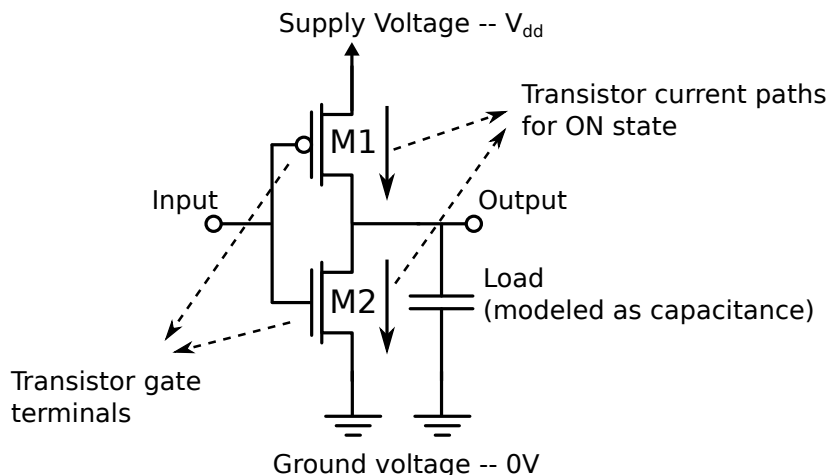 Supply Voltage -- Vdd
Transistor current paths
for ON state
M1
Input
Output
M2
Load
(modeled as capacitance)
Transistor gate
terminals
Ground voltage -- 0V